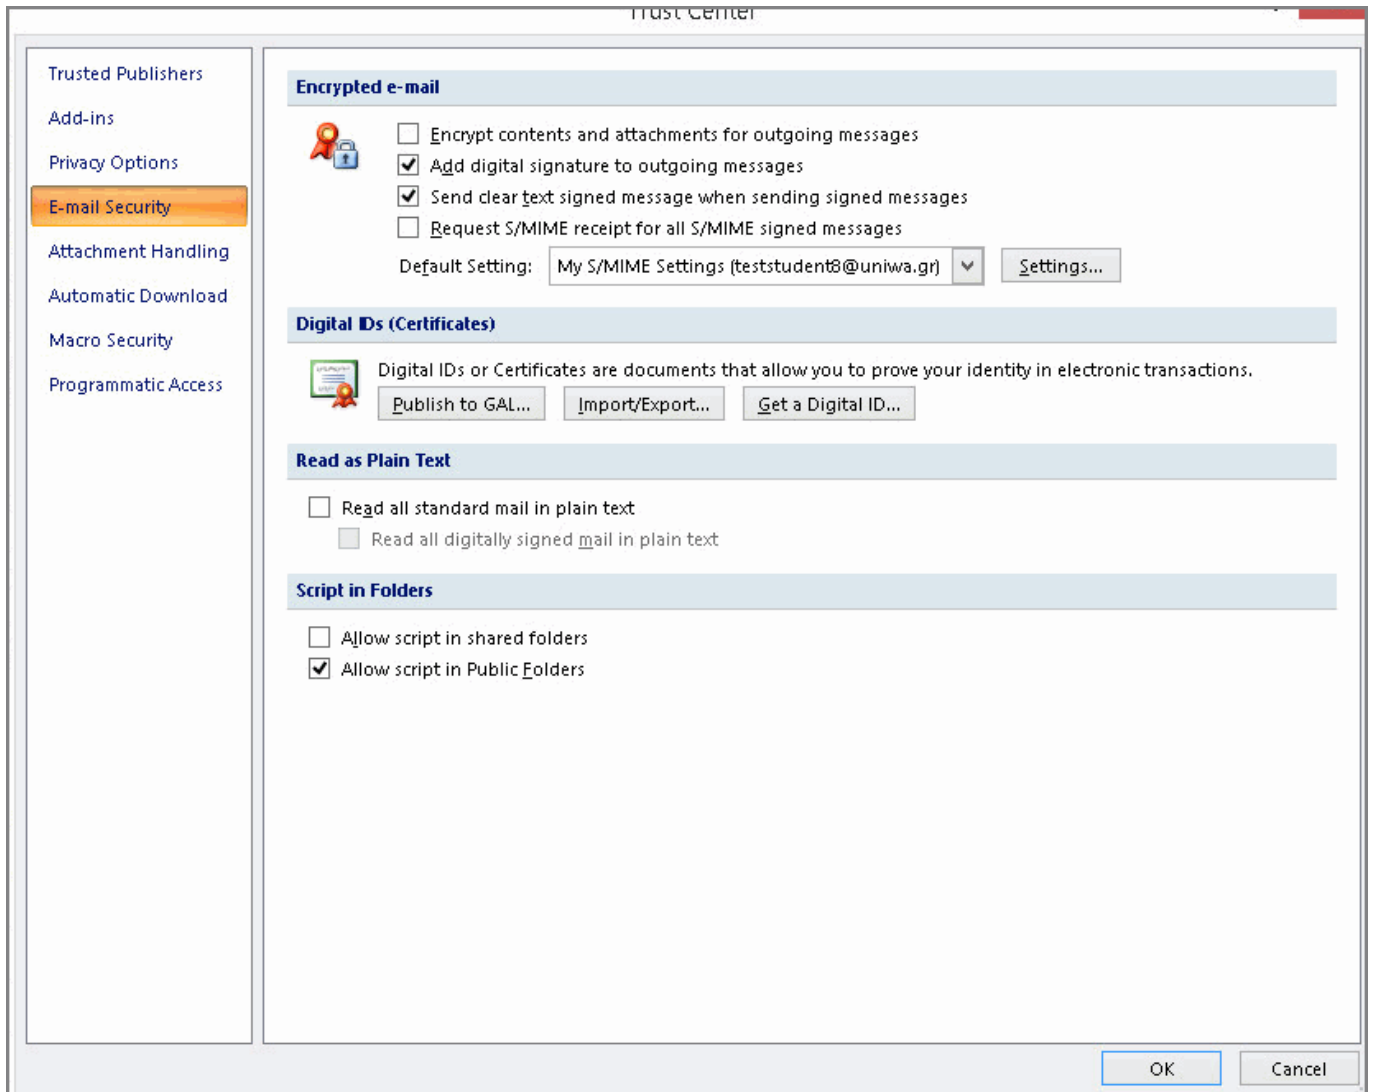 Trust Center
Trusted Publishers
Add-ins
Privacy Options
E-mail Security
Attachment Handling
Automatic Download
Macro Security
Programmatic Access
Encrypted e-mail
Encrypt contents and attachments for outgoing messages
Add digital signature to outgoing messages
Send clear text signed message when sending signed messages
Request S/MIME receipt for all S/MIME signed messages
Default Setting: My S/MIME Settings (teststudent8@uniwa.gr) Settings...
Digital IDs (Certificates)
Digital IDs or Certificates are documents that allow you to prove your identity in electronic transactions.
Publish to GAL... Import/Export... Get a Digital ID...
Read as Plain Text
Read all standard mail in plain text
Read all digitally signed mail in plain text
Script in Folders
Allow script in shared folders
Allow script in Public Folders
OK Cancel